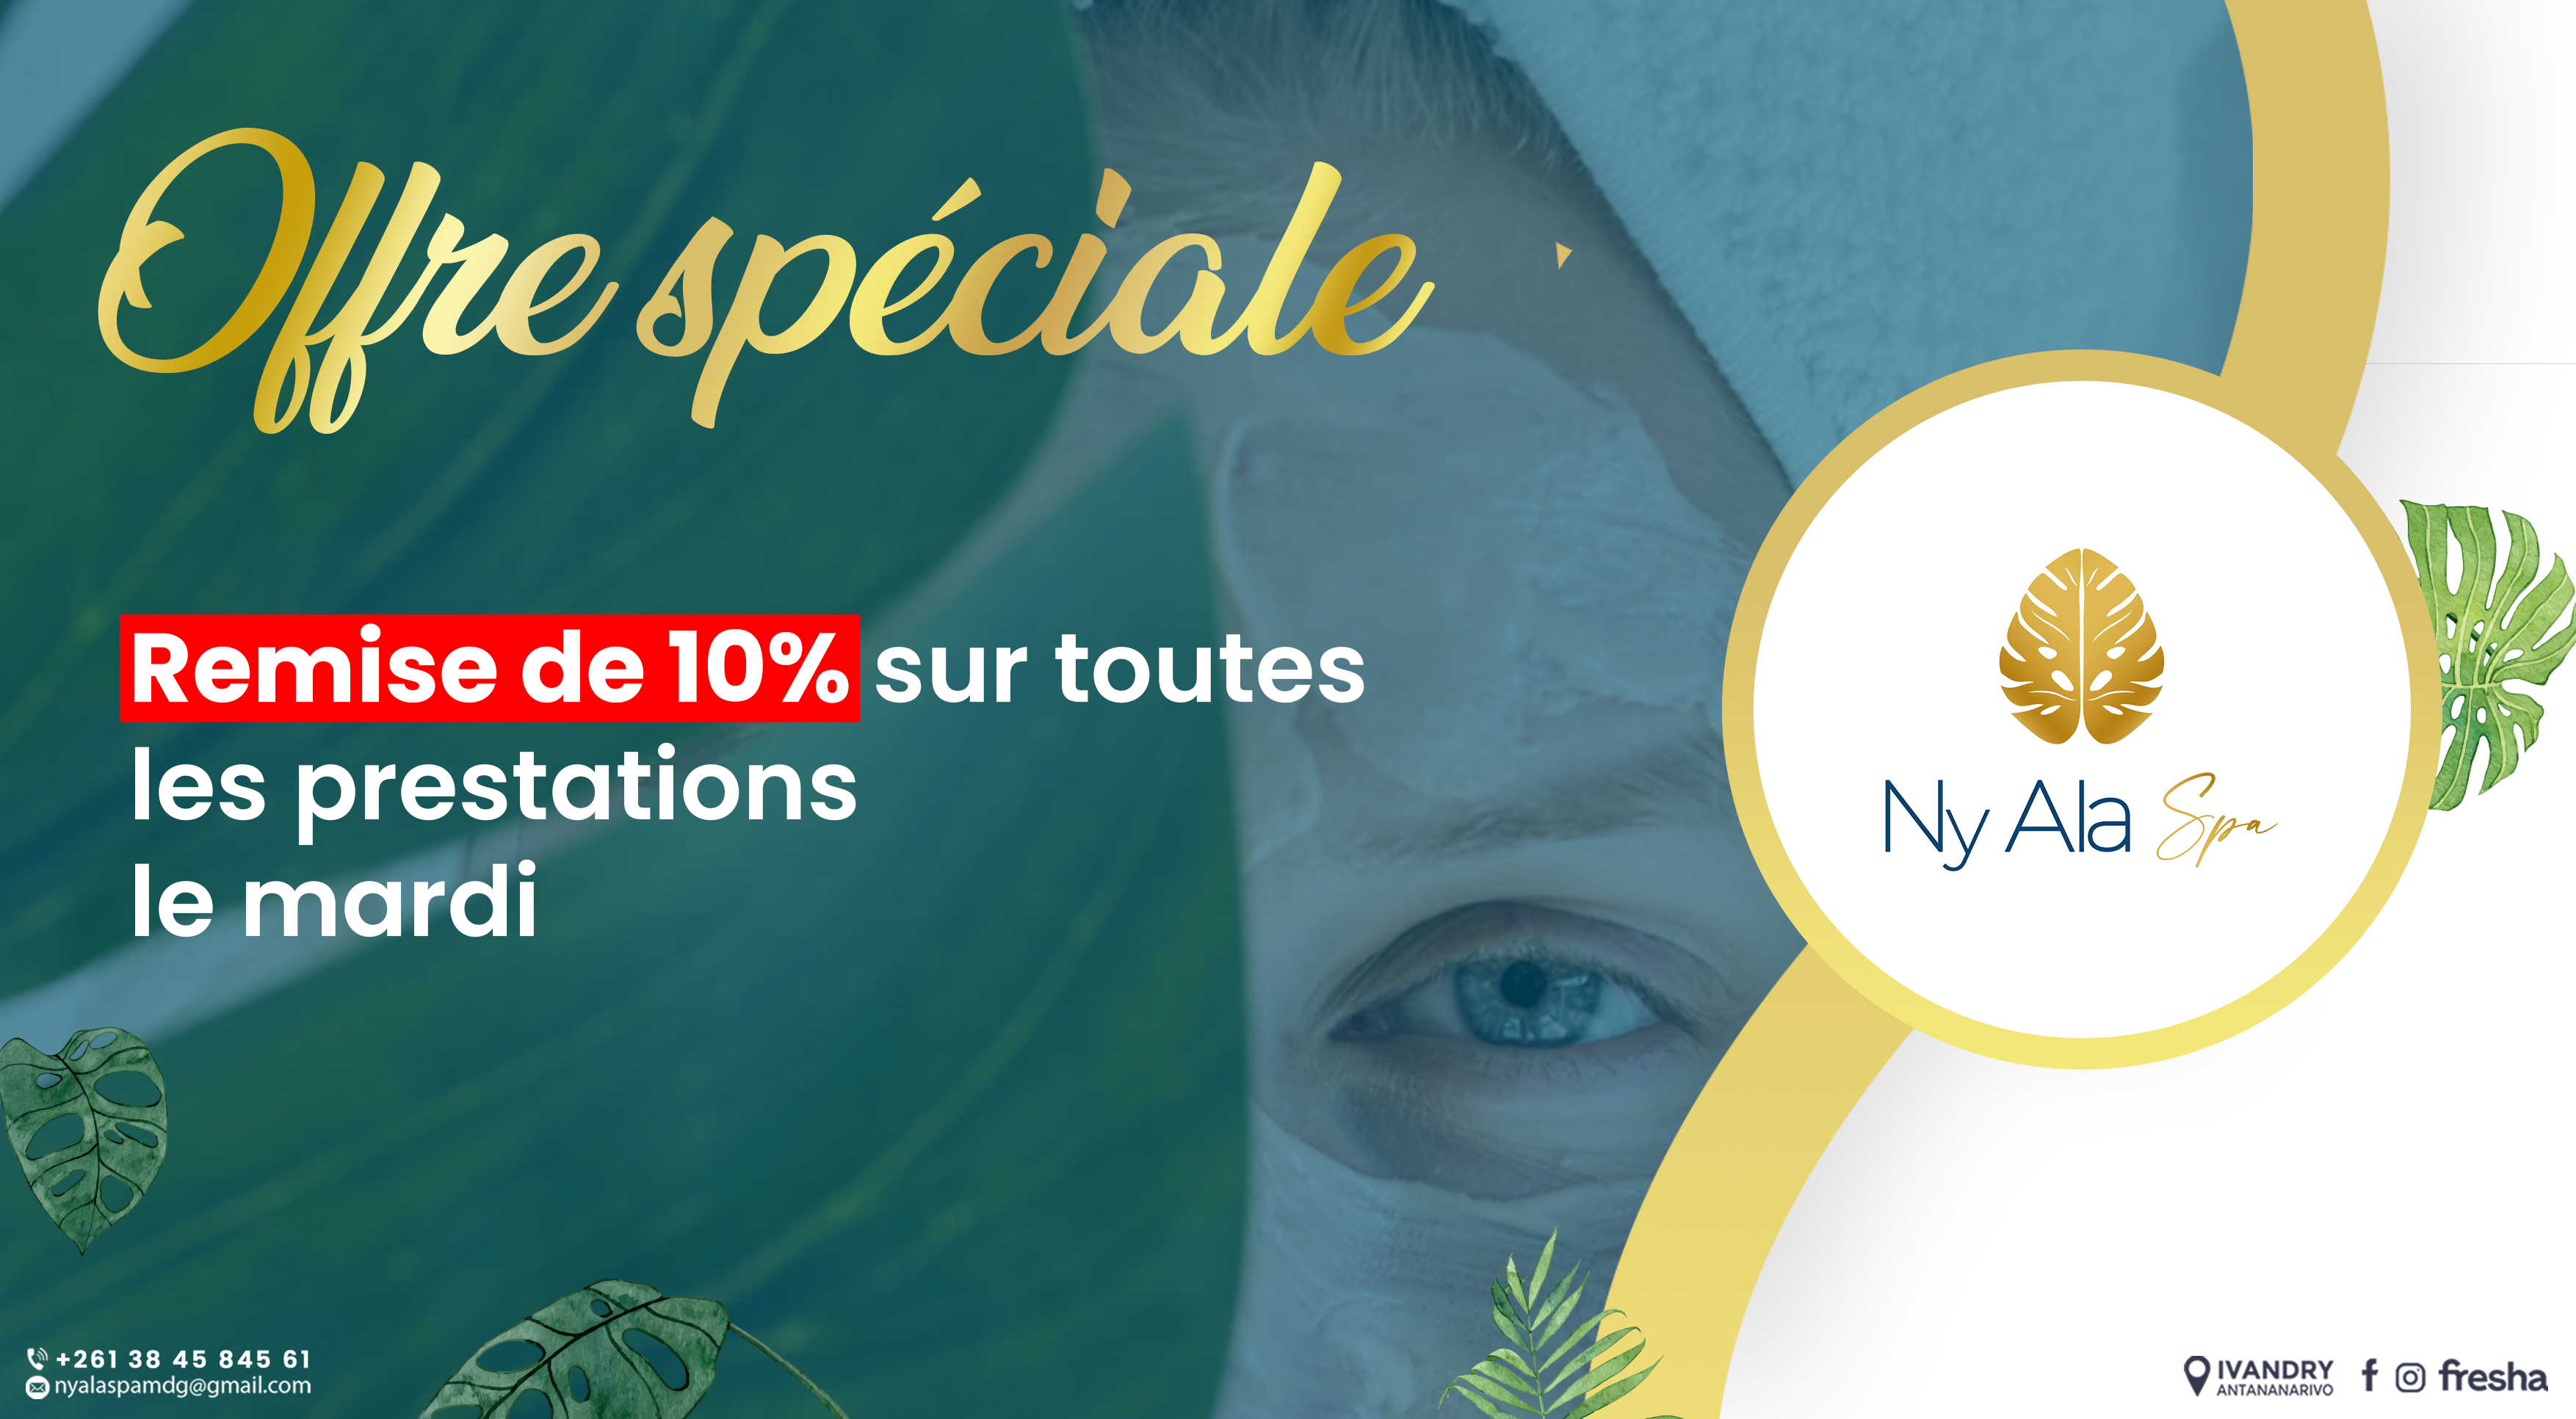 Offre spéciale
Remise de 10% sur toutes
les prestations
le mardi
Ny Ala Spa
+261 38 45 845 61
nyalaspamdg@gmail.com
IVANDRY
ANTANANARIVO
fresha